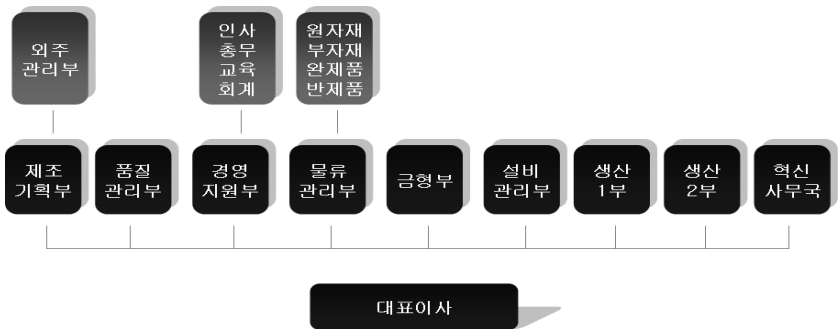 외주
관리부
인사
총무
교육
회계
원자재
부자재
완제품
반제품
제조
기획부
품질
관리부
경영
지원부
물류
관리부
금형부
설비
관리부
생산
1부
생산
2부
혁신
사무국
대표이사